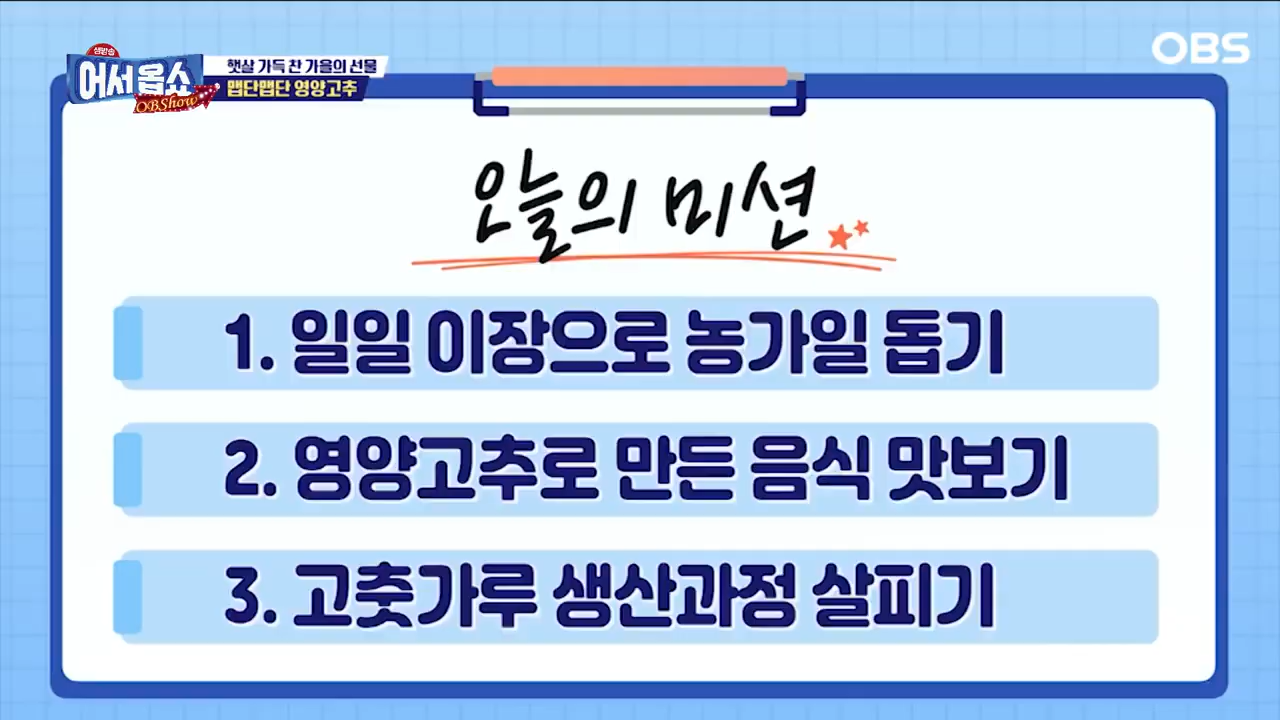 생방송
어서옵쇼
OBShow
햇살 가득 찬 가을의 선물
맵단맵단 영양고추
OBS
오늘의 미션
1. 일일 이장으로 농가일 돕기
2. 영양고추로 만든 음식 맛보기
3. 고춧가루 생산과정 살피기